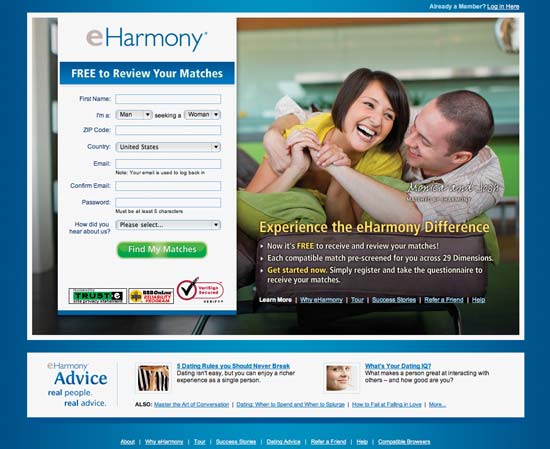 Already a Member? Log in Here
eHarmony®
FREE to Review Your Matches
First Name:
I'm a: Man seeking a Woman
ZIP Code:
Country: United States
Email:
Note: Your email is used to log back in
Confirm Email:
Password:
Must be at least 5 characters
How did you
hear about us? Please select...
Find My Matches
TRUSTe
BBBOnLine
RELIABILITY
PROGRAM
VeriSign
Secured
VERIFY
Monica and Josh
MATCHED BY EHARMONY
Experience the eHarmony Difference
Now it's FREE to receive and review your matches!
Each compatible match pre-screened for you across 29 Dimensions.
Get started now. Simply register and take the questionnaire to
receive your matches.
Learn More | Why eHarmony | Tour | Success Stories | Refer a Friend | Help
eHarmony
Advice
real people.
real advice.
5 Dating Rules you Should Never Break
Dating isn't easy, but you can enjoy a richer
experience as a single person.
What's Your Dating IQ?
What makes a person great at interacting with
others – and how good are you?
ALSO: Master the Art of Conversation | Dating: When to Spend and When to Splurge | How to Fail at Falling in Love | More...
About | Why eHarmony | Tour | Success Stories | Dating Advice | Refer a Friend | Help | Compatible Browsers